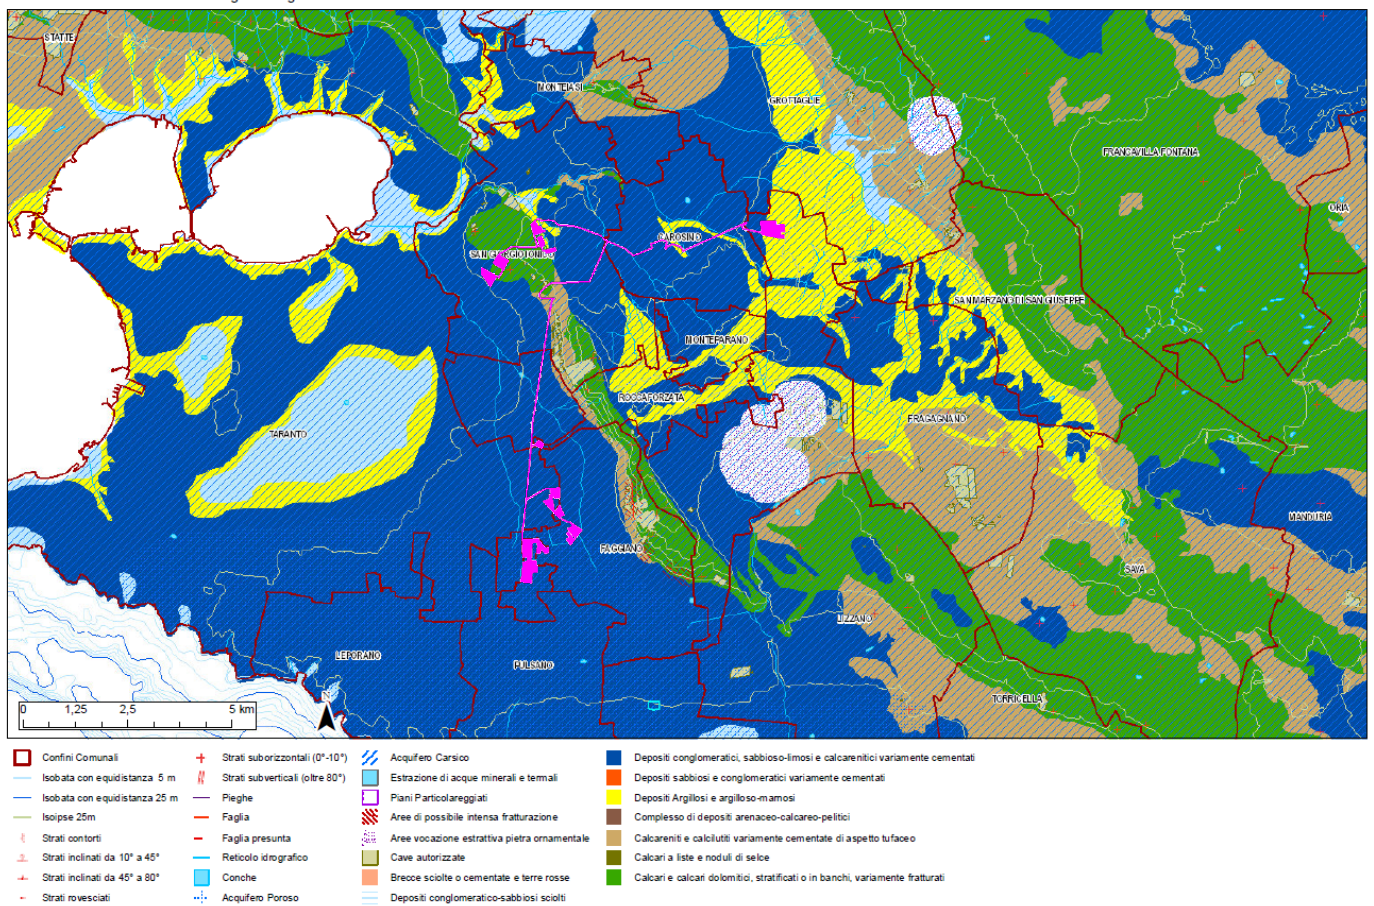 STATTE
MONTEIASI
GROTTAGLIE
FRANCAVILLA FONTANA
ORIA
CAROSINO
SAN GIORGIO IONICO
SAN MARZANO DI SAN GIUSEPPE
MONTEPARANO
ROCCAFORZATA
FRAGAGNANO
TARANTO
MANDURIA
FAGGIANO
SAVA
LIZZANO
LEPORANO
PULSANO
TORRICELLA
N
0 1,25 2,5 5 km
Confini Comunali
Isobata con equidistanza 5 m
Isobata con equidistanza 25 m
Isoipse 25m
Strati contorti
Strati inclinati da 10° a 45°
Strati inclinati da 45° a 80°
Strati rovesciati
Strati suborizzontali (0°-10°)
Strati subverticali (oltre 80°)
Pieghe
Faglia
Faglia presunta
Reticolo idrografico
Conche
Acquifero Poroso
Acquifero Carsico
Estrazione di acque minerali e termali
Piani Particolareggiati
Aree di possibile intensa fratturazione
Aree vocazione estrattiva pietra ornamentale
Cave autorizzate
Brecce sciolte o cementate e terre rosse
Depositi conglomeratico-sabbiosi sciolti
Depositi conglomeratici, sabbioso-limosi e calcarenitici variamente cementati
Depositi sabbiosi e conglomeratici variamente cementati
Depositi Argillosi e argilloso-marnosi
Complesso di depositi arenaceo-calcareo-pelitici
Calcareniti e calcilutiti variamente cementate di aspetto tufaceo
Calcari a liste e noduli di selce
Calcari e calcari dolomitici, stratificati o in banchi, variamente fratturati